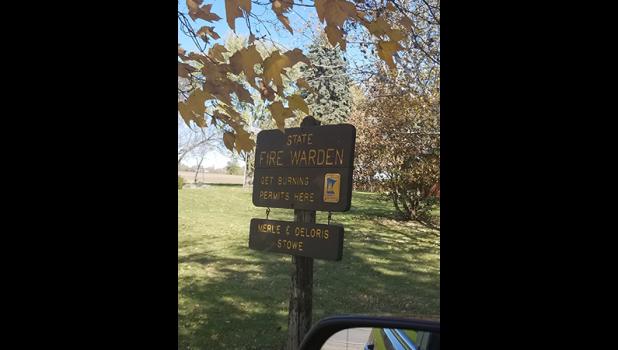 STATE
FIRE WARDEN
GET BURNING
PERMITS HERE
MERLE & DELORIS
STOWE